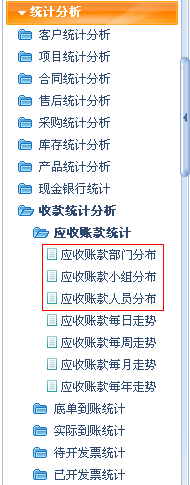 统计分析
客户统计分析
项目统计分析
合同统计分析
售后统计分析
采购统计分析
库存统计分析
产品统计分析
现金银行统计
收款统计分析
应收账款统计
应收账款部门分布
应收账款小组分布
应收账款人员分布
应收账款每日走势
应收账款每周走势
应收账款每月走势
应收账款每年走势
底单到账统计
实际到账统计
待开发票统计
已开发票统计